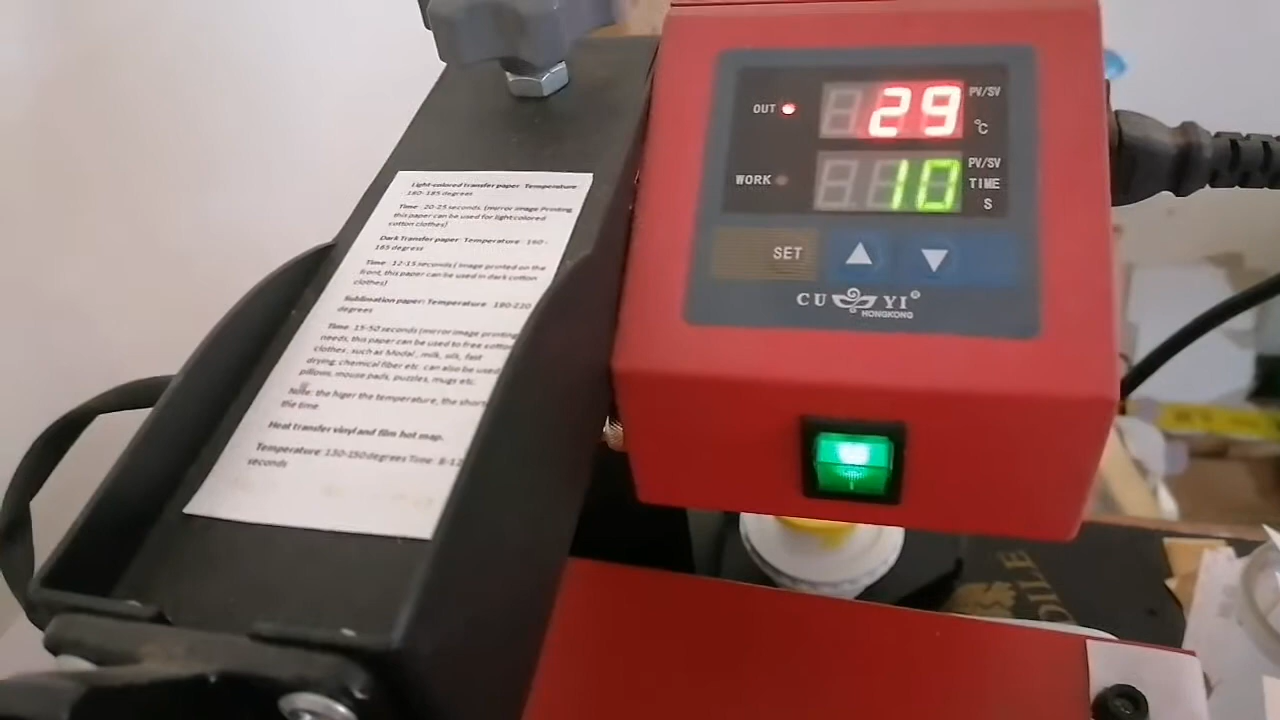 Light-colored transfer paper Temperature
180-185 degrees
Time: 20-25 seconds. (mirror image Printing,
this paper can be used for light colored
cotton clothes)
Dark Transfer paper: Temperature: 160-
185 degress
Time: 12-15 seconds ( image printed on the
front, this paper can be used in dark cotton
clothes)
Sublimation paper: Temperature: 180-220
degrees
Time: 15-50 seconds (mirror image printing
needs, this paper can be used to free cotton
clothes, such as Modal, milk, silk, fast
drying, chemical fiber etc. can also be used
pillows, mouse pads, puzzles, mugs etc.
Note: the higer the temperature, the short
the time
Heat transfer vinyl and film hot map.
Temperature: 130-150 degrees Time: 8-12
seconds
OUT 29 PV/SV
℃
WORK 10 PV/SV
TIME
S
SET
CU YI®
HONGKONG